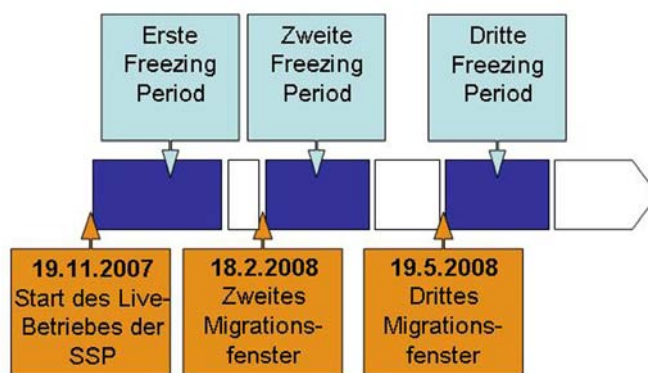 Erste
Freezing
Period
Zweite
Freezing
Period
Dritte
Freezing
Period
19.11.2007
Start des Live-
Betriebes der
SSP
18.2.2008
Zweites
Migrations-
fenster
19.5.2008
Drittes
Migrations-
fenster